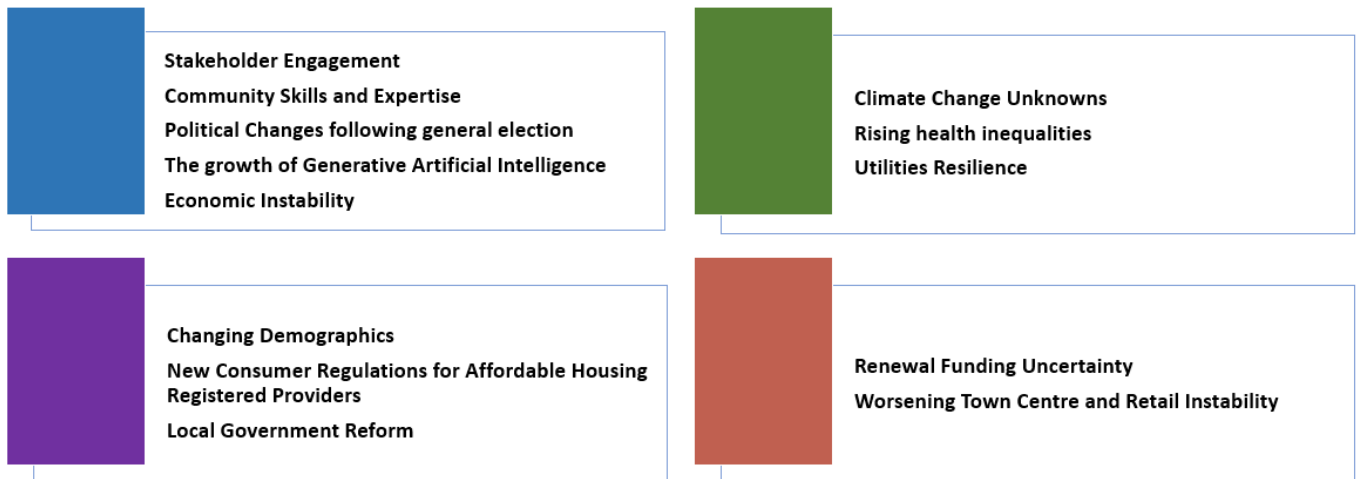 Stakeholder Engagement
Community Skills and Expertise
Political Changes following general election
The growth of Generative Artificial Intelligence
Economic Instability
Climate Change Unknowns
Rising health inequalities
Utilities Resilience
Changing Demographics
New Consumer Regulations for Affordable Housing
Registered Providers
Local Government Reform
Renewal Funding Uncertainty
Worsening Town Centre and Retail Instability